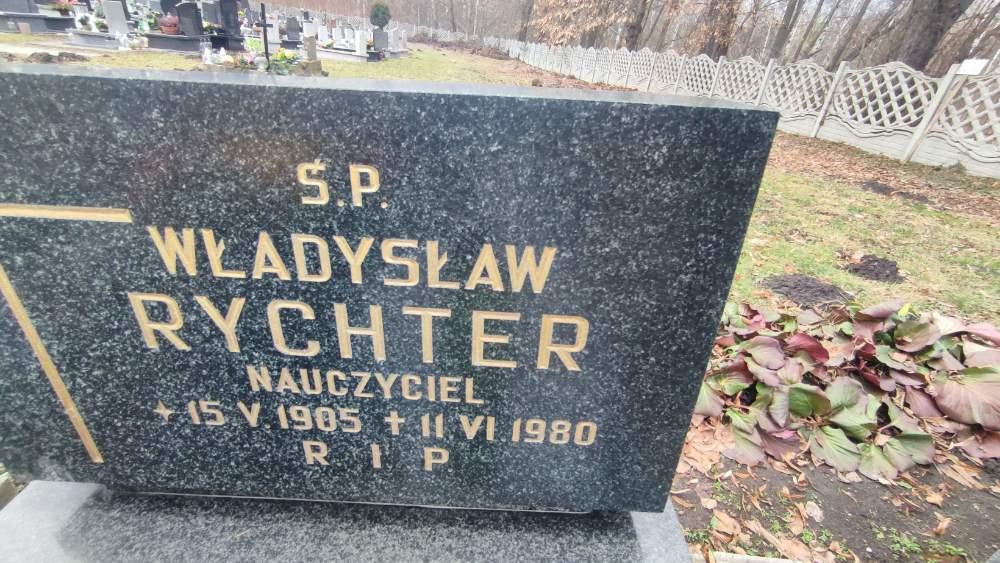 Ś.P.
WŁADYSŁAW
RYCHTER
NAUCZYCIEL
✦ 15 V. 1905 ✝ 11 VI 1980
R I P